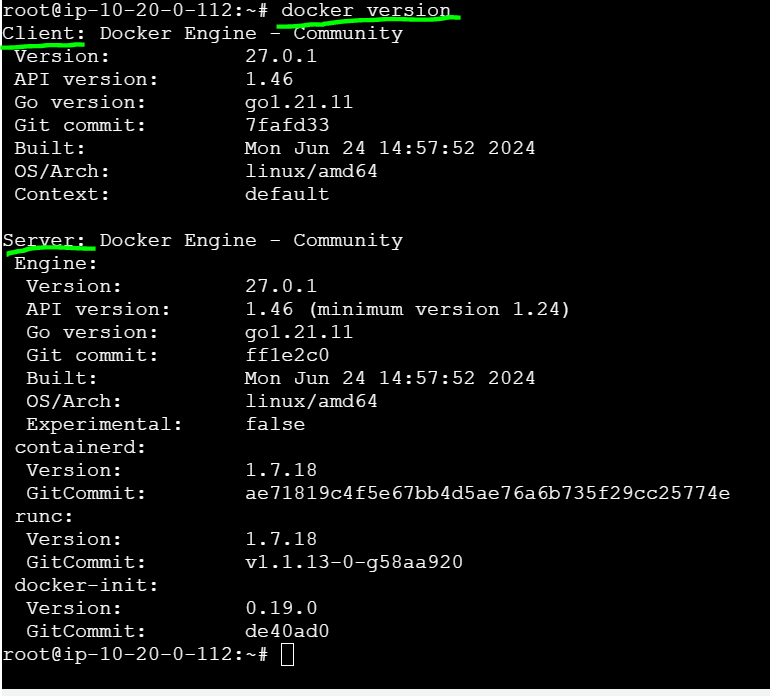 root@ip-10-20-0-112:~# docker version
Client: Docker Engine - Community
 Version:           27.0.1
 API version:       1.46
 Go version:        go1.21.11
 Git commit:        7fafd33
 Built:             Mon Jun 24 14:57:52 2024
 OS/Arch:           linux/amd64
 Context:           default

Server: Docker Engine - Community
 Engine:
  Version:          27.0.1
  API version:      1.46 (minimum version 1.24)
  Go version:       go1.21.11
  Git commit:       ff1e2c0
  Built:            Mon Jun 24 14:57:52 2024
  OS/Arch:          linux/amd64
  Experimental:     false
 containerd:
  Version:          1.7.18
  GitCommit:        ae71819c4f5e67bb4d5ae76a6b735f29cc25774e
 runc:
  Version:          1.7.18
  GitCommit:        v1.1.13-0-g58aa920
 docker-init:
  Version:          0.19.0
  GitCommit:        de40ad0
root@ip-10-20-0-112:~#